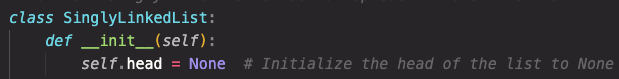 class SinglyLinkedList:
    def __init__(self):
        self.head = None  # Initialize the head of the list to None